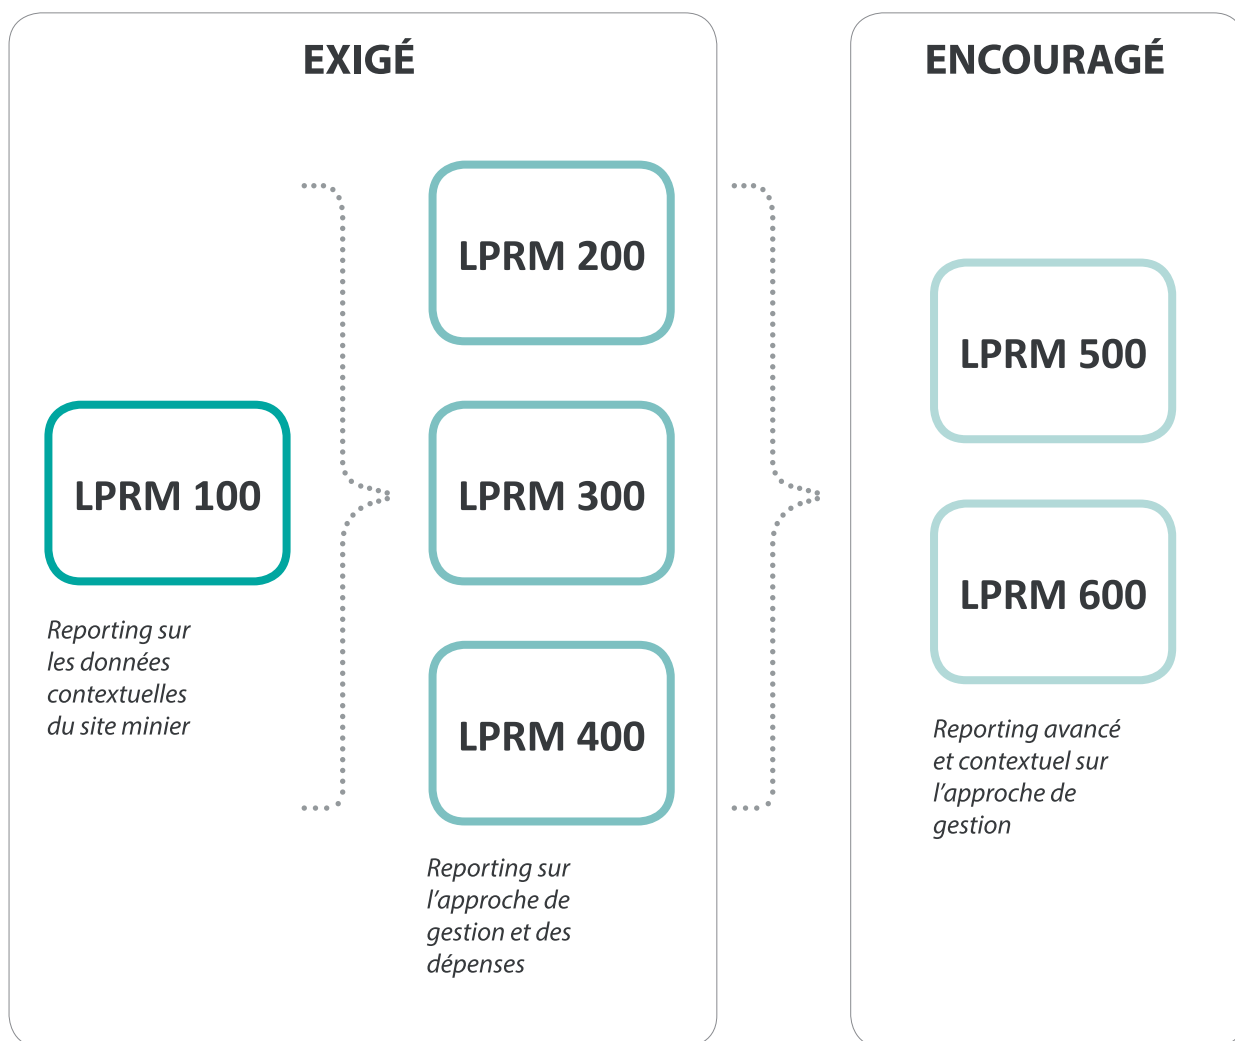 EXIGÉ
LPRM 100
Reporting sur
les données
contextuelles
du site minier
LPRM 200
LPRM 300
LPRM 400
Reporting sur
l’approche de
gestion et des
dépenses
ENCOURAGÉ
LPRM 500
LPRM 600
Reporting avancé
et contextuel sur
l’approche de
gestion